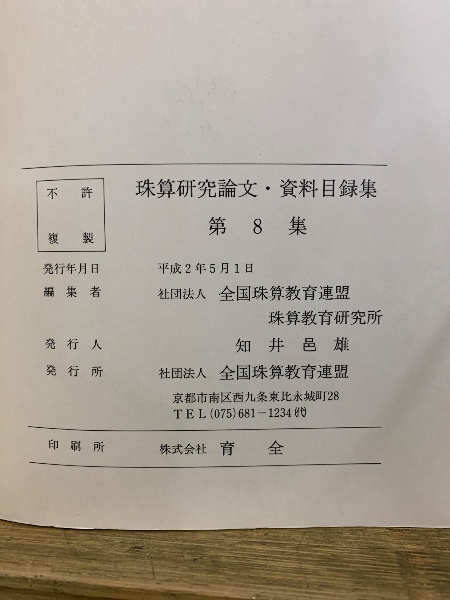 珠算研究論文・資料目録集
第 8 集
不許
複製
発行年月日 平成2年5月1日
編集者 社団法人 全国珠算教育連盟
珠算教育研究所
発行人 知井邑雄
発行所 社団法人 全国珠算教育連盟
京都市南区西九条東比永城町28
TEL(075)681-1234㈹
印刷所 株式会社 育全